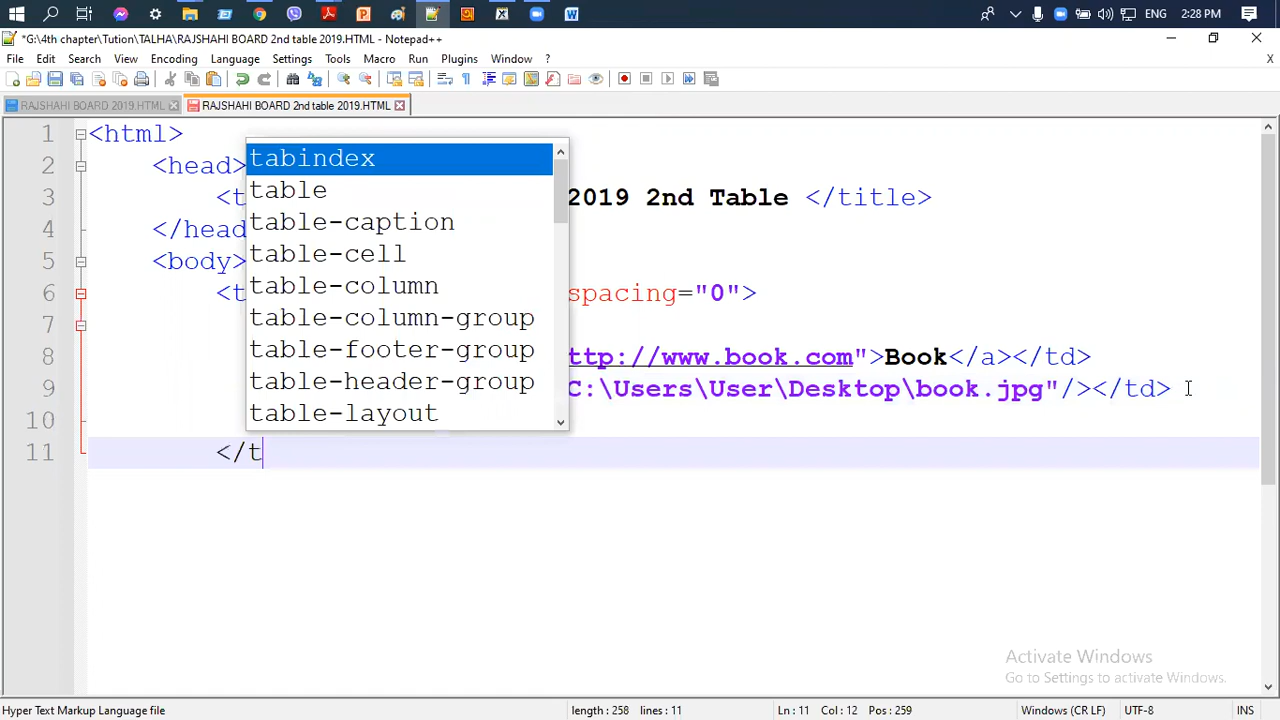 ENG 2:28 PM
*G:\4th chapter\Tution\TALHA\RAJSHAHI BOARD 2nd table 2019.HTML - Notepad++
File Edit Search View Encoding Language Settings Tools Macro Run Plugins Window ? X
RAJSHAHI BOARD 2019.HTML RAJSHAHI BOARD 2nd table 2019.HTML
1 <html>
2 <head>
3 <t 2019 2nd Table </title>
4 </head
5 <body>
6 <t spacing="0">
7
8 ttp://www.book.com">Book</a></td>
9 C:\Users\User\Desktop\book.jpg"/></td>
10
11 </t
tabindex
table
table-caption
table-cell
table-column
table-column-group
table-footer-group
table-header-group
table-layout
Activate Windows
Go to Settings to activate Windows.
Hyper Text Markup Language file length : 258 lines : 11 Ln : 11 Col : 12 Pos : 259 Windows (CR LF) UTF-8 INS